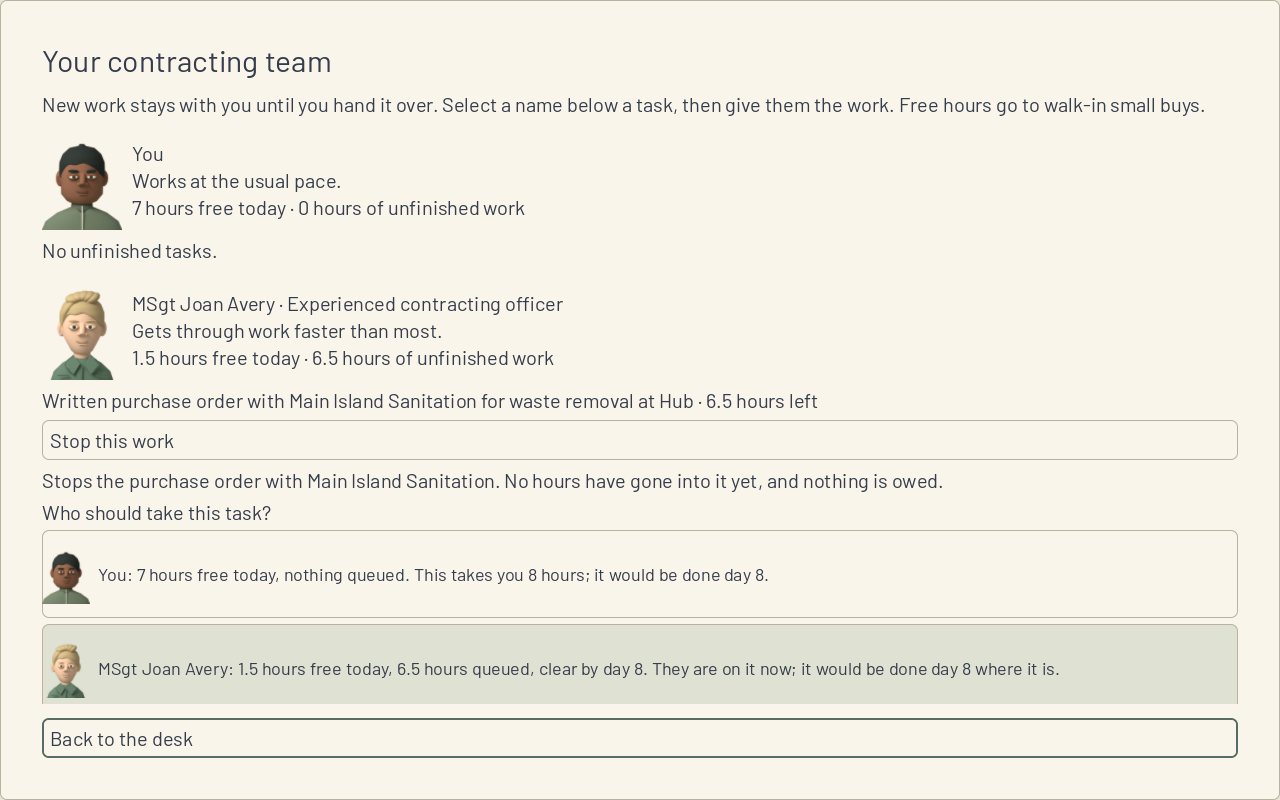 Your contracting team
New work stays with you until you hand it over. Select a name below a task, then give them the work. Free hours go to walk-in small buys.
You
Works at the usual pace.
7 hours free today · 0 hours of unfinished work
No unfinished tasks.
MSgt Joan Avery · Experienced contracting officer
Gets through work faster than most.
1.5 hours free today · 6.5 hours of unfinished work
Written purchase order with Main Island Sanitation for waste removal at Hub · 6.5 hours left
Stop this work
Stops the purchase order with Main Island Sanitation. No hours have gone into it yet, and nothing is owed.
Who should take this task?
You: 7 hours free today, nothing queued. This takes you 8 hours; it would be done day 8.
MSgt Joan Avery: 1.5 hours free today, 6.5 hours queued, clear by day 8. They are on it now; it would be done day 8 where it is.
Back to the desk